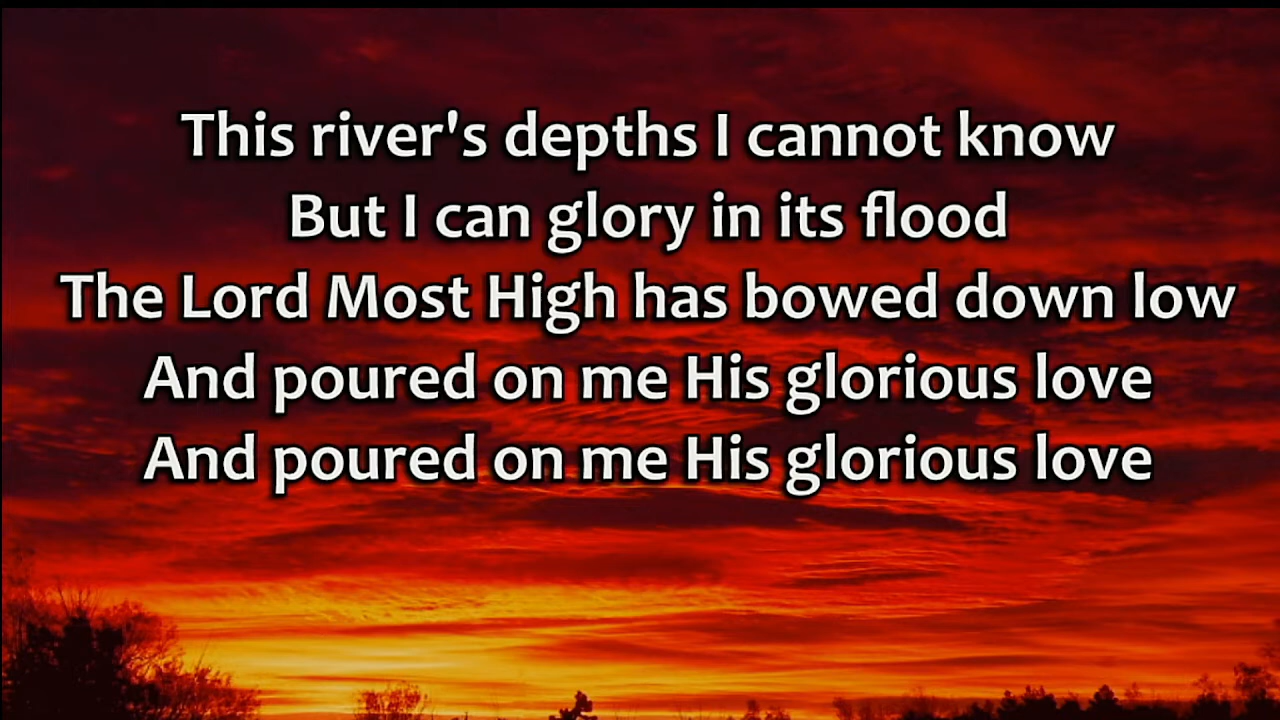 This river's depths I cannot know
But I can glory in its flood
The Lord Most High has bowed down low
And poured on me His glorious love
And poured on me His glorious love